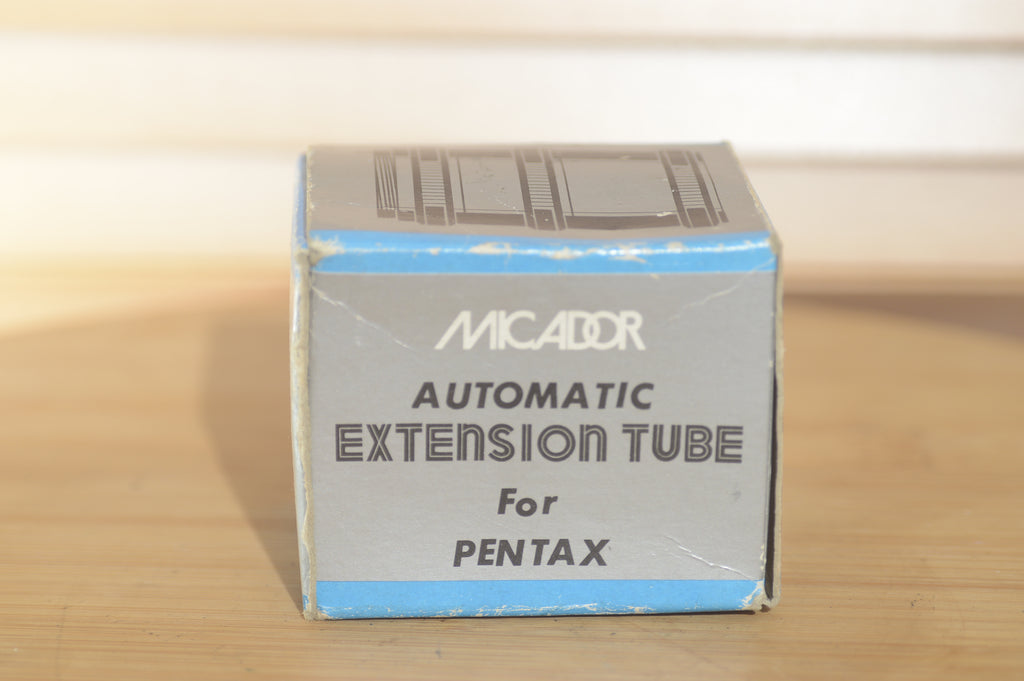 MICADOR
AUTOMATIC
EXTENSION TUBE
For
PENTAX